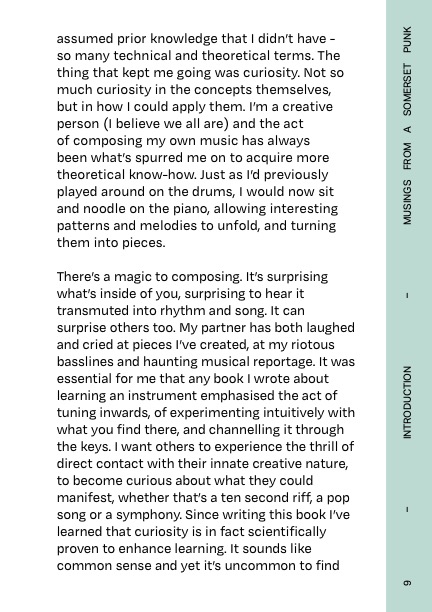 assumed prior knowledge that I didn't have –
so many technical and theoretical terms. The
thing that kept me going was curiosity. Not so
much curiosity in the concepts themselves,
but in how I could apply them. I'm a creative
person (I believe we all are) and the act
of composing my own music has always
been what's spurred me on to acquire more
theoretical know-how. Just as I'd previously
played around on the drums, I would now sit
and noodle on the piano, allowing interesting
patterns and melodies to unfold, and turning
them into pieces.

There's a magic to composing. It's surprising
what's inside of you, surprising to hear it
transmuted into rhythm and song. It can
surprise others too. My partner has both laughed
and cried at pieces I've created, at my riotous
basslines and haunting musical reportage. It was
essential for me that any book I wrote about
learning an instrument emphasised the act of
tuning inwards, of experimenting intuitively with
what you find there, and channelling it through
the keys. I want others to experience the thrill of
direct contact with their innate creative nature,
to become curious about what they could
manifest, whether that's a ten second riff, a pop
song or a symphony. Since writing this book I've
learned that curiosity is in fact scientifically
proven to enhance learning. It sounds like
common sense and yet it's uncommon to find
9 – INTRODUCTION – MUSINGS FROM A SOMERSET PUNK